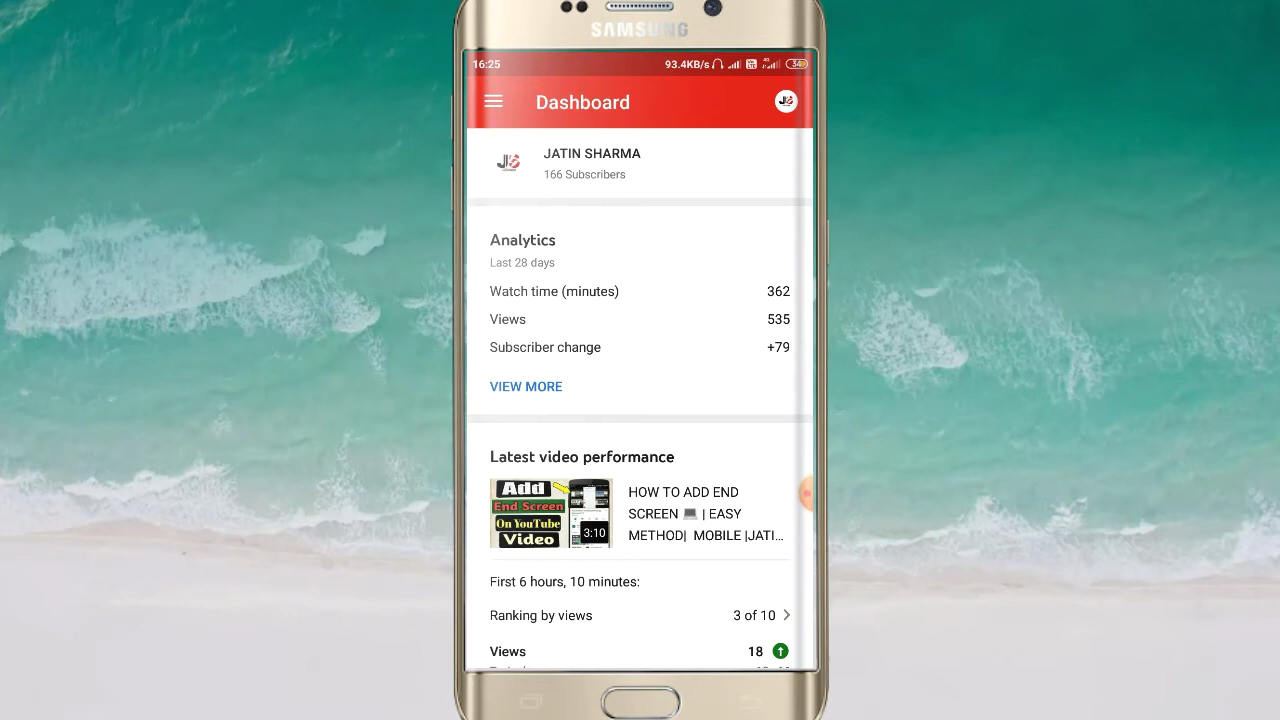 SAMSUNG
16:25 93.4KB/s 4G 34
Dashboard
JATIN SHARMA
166 Subscribers
Analytics
Last 28 days
Watch time (minutes) 362
Views 535
Subscriber change +79
VIEW MORE
Latest video performance
Add
End Screen
On YouTube
Video
3:10
HOW TO ADD END
SCREEN 💻 | EASY
METHOD| MOBILE |JATI...
First 6 hours, 10 minutes:
Ranking by views 3 of 10
Views 18